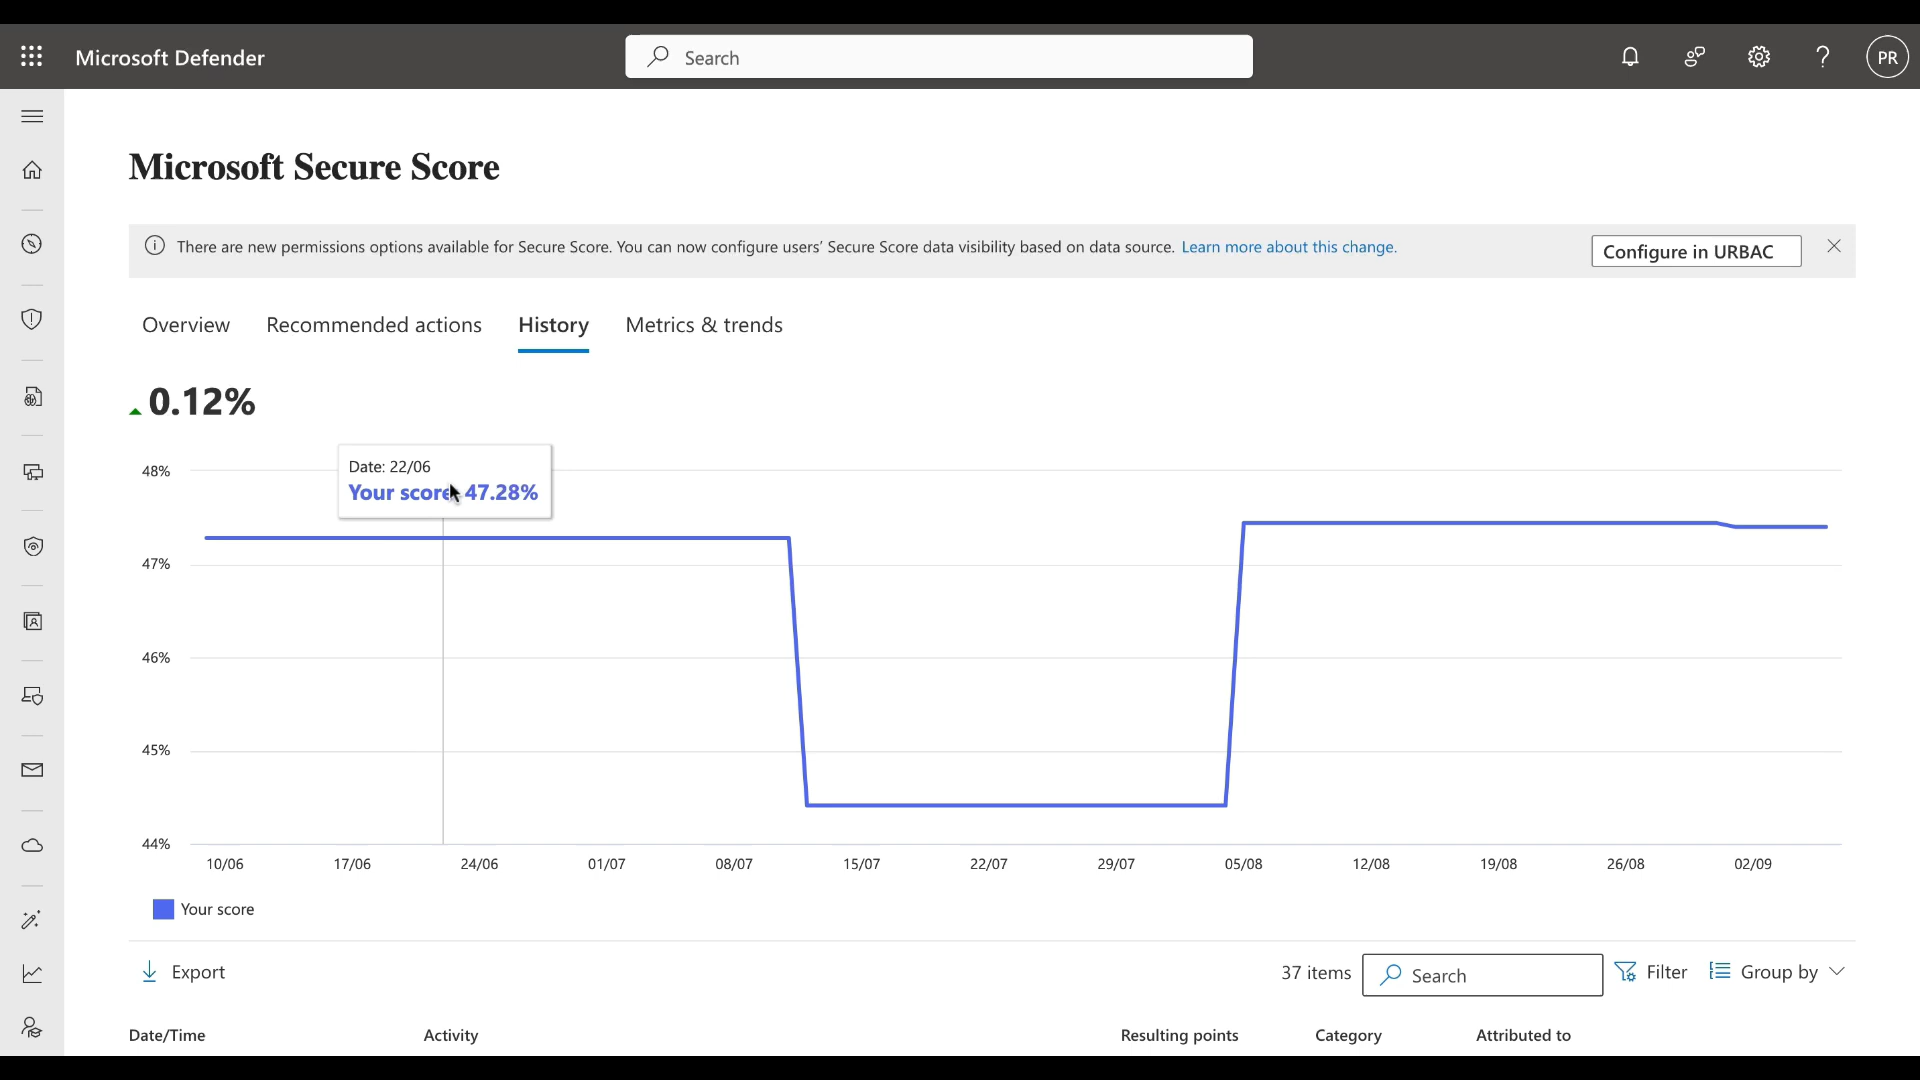 Microsoft Defender
Search
PR
Microsoft Secure Score
There are new permissions options available for Secure Score. You can now configure users’ Secure Score data visibility based on data source. Learn more about this change.
Configure in URBAC
Overview
Recommended actions
History
Metrics & trends
0.12%
Date: 22/06
Your score 47.28%
48%
47%
46%
45%
44%
10/06
17/06
24/06
01/07
08/07
15/07
22/07
29/07
05/08
12/08
19/08
26/08
02/09
Your score
Export
37 items
Search
Filter
Group by
Date/Time
Activity
Resulting points
Category
Attributed to